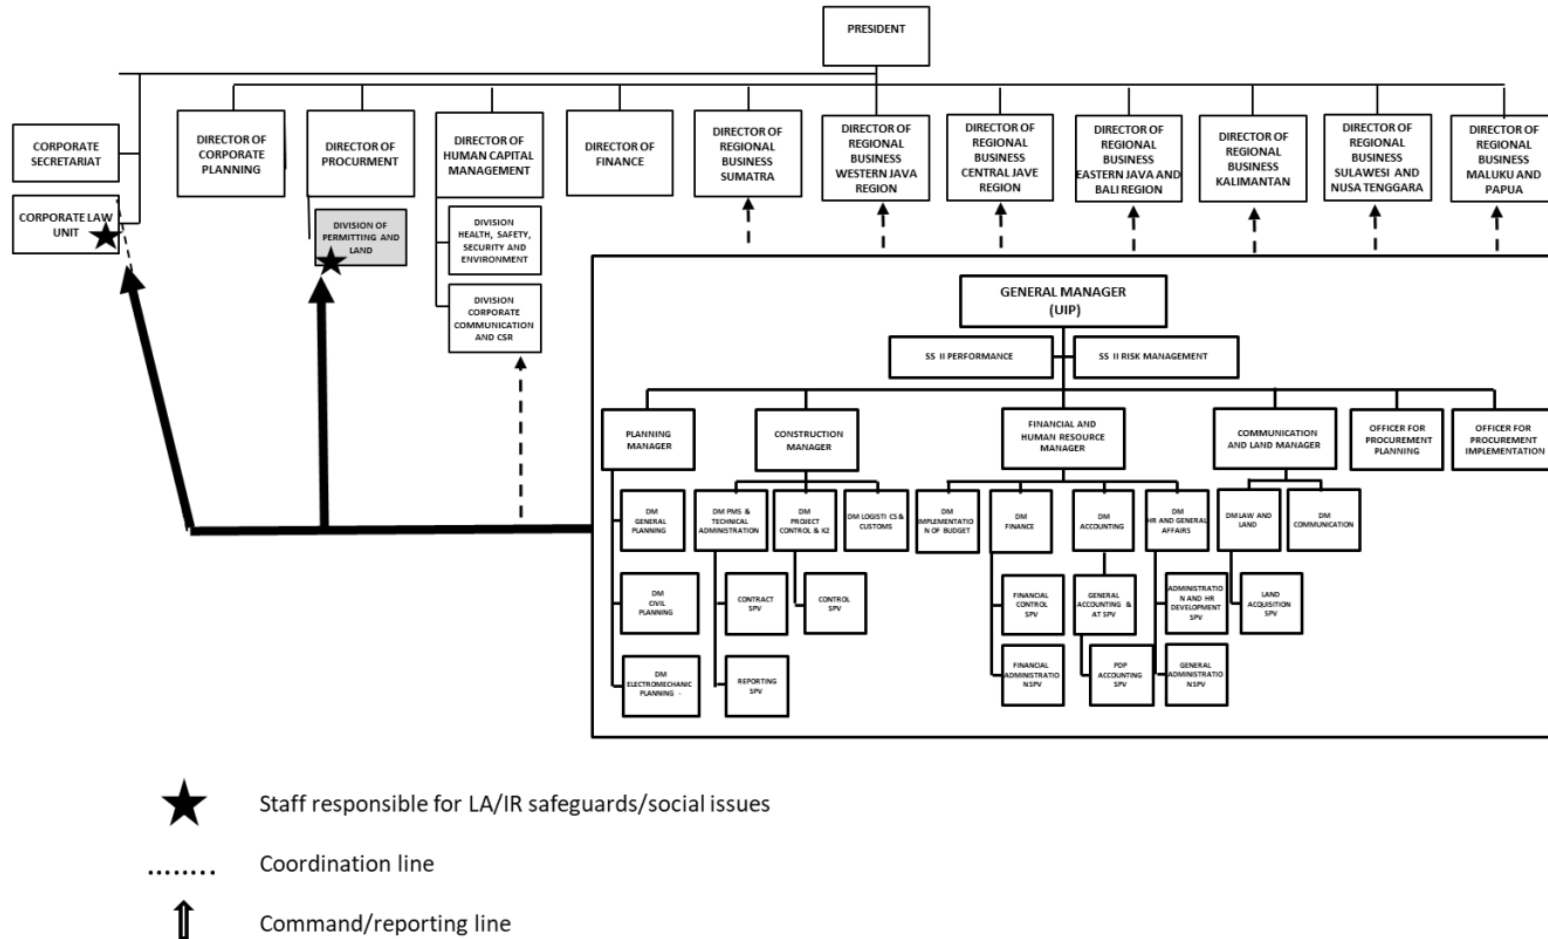 PRESIDENT
CORPORATE
SECRETARIAT
CORPORATE LAW
UNIT
DIRECTOR OF
CORPORATE
PLANNING
DIRECTOR OF
PROCURMENT
DIRECTOR OF
HUMAN CAPITAL
MANAGEMENT
DIRECTOR OF
FINANCE
DIRECTOR OF
REGIONAL
BUSINESS
SUMATRA
DIRECTOR OF
REGIONAL
BUSINESS
WESTERN JAVA
REGION
DIRECTOR OF
REGIONAL
BUSINESS
CENTRAL JAVE
REGION
DIRECTOR OF
REGIONAL
BUSINESS
EASTERN JAVA AND
BALI REGION
DIRECTOR OF
REGIONAL
BUSINESS
KALIMANTAN
DIRECTOR OF
REGIONAL
BUSINESS
SULAWESI AND
NUSA TENGGARA
DIRECTOR OF
REGIONAL
BUSINESS
MALUKU AND
PAPUA
DIVISION OF
PERMITTING AND
LAND
DIVISION
HEALTH, SAFETY,
SECURITY AND
ENVIRONMENT
DIVISION
CORPORATE
COMMUNICATION
AND CSR
GENERAL MANAGER
(UIP)
SS II PERFORMANCE
SS II RISK MANAGEMENT
PLANNING
MANAGER
CONSTRUCTION
MANAGER
FINANCIAL AND
HUMAN RESOURCE
MANAGER
COMMUNICATION
AND LAND MANAGER
OFFICER FOR
PROCUREMENT
PLANNING
OFFICER FOR
PROCUREMENT
IMPLEMENTATION
DM
GENERAL
PLANNING
DM PMS &
TECHNICAL
ADMINISTRATION
DM
PROJECT
CONTROL & K2
DM LOGISTI CS &
CUSTOMS
DM
IMPLEMENTATIO
N OF BUDGET
DM
FINANCE
DM
ACCOUNTING
DM
HR AND GENERAL
AFFAIRS
DM LAW AND
LAND
DM
COMMUNICATION
DM
CIVIL
PLANNING
CONTRACT
SPV
CONTROL
SPV
FINANCIAL
CONTROL
SPV
GENERAL
ACCOUNTING &
AT SPV
ADMINISTRATIO
N AND HR
DEVELOPMENT
SPV
LAND
ACQUISITION
SPV
DM
ELECTROMECHANIC
PLANNING -
REPORTING
SPV
FINANCIAL
ADMINISTRATIO
N SPV
PDP
ACCOUNTING
SPV
GENERAL
ADMINISTRATIO
N SPV
Staff responsible for LA/IR safeguards/social issues
Coordination line
Command/reporting line